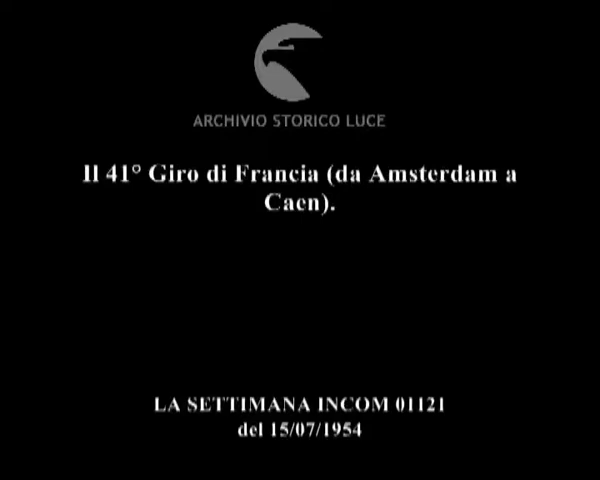 ARCHIVIO STORICO LUCE
Il 41° Giro di Francia (da Amsterdam a
Caen).
LA SETTIMANA INCOM 01121
del 15/07/1954